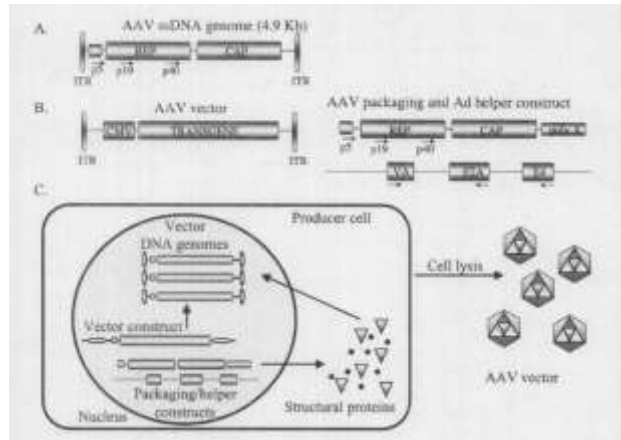 A.
AAV ssDNA genome (4.9 Kb)
REP
CAP
ITR
p5
p19
p40
ITR
B.
AAV vector
CMV
TRANSGENE
ITR
ITR
AAV packaging and Ad helper construct
REP
CAP
p5
p19
p40
VA
E2A
E4
C.
Producer cell
Vector
DNA genomes
Vector construct
Packaging/helper
constructs
Nucleus
Structural proteins
Cell lysis
AAV vector